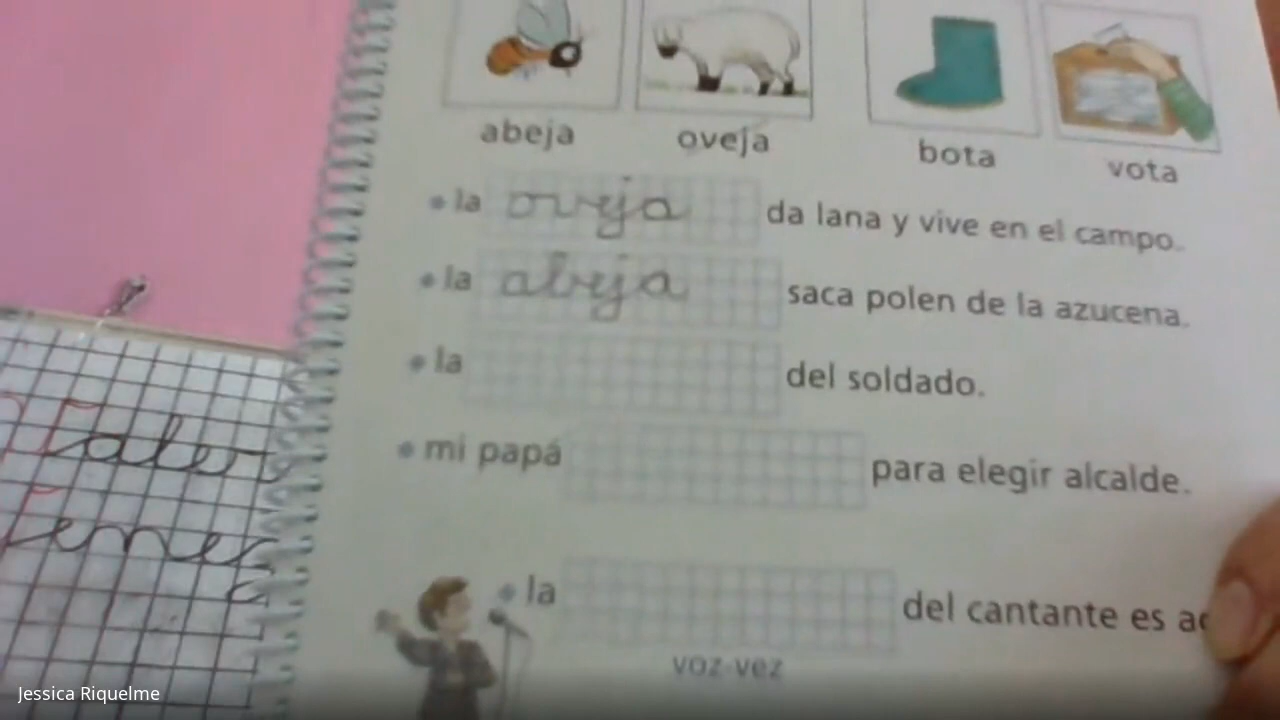 abeja oveja bota vota
la oveja da lana y vive en el campo.
la abeja saca polen de la azucena.
la del soldado.
mi papá para elegir alcalde.
la del cantante es
voz-vez
Jessica Riquelme